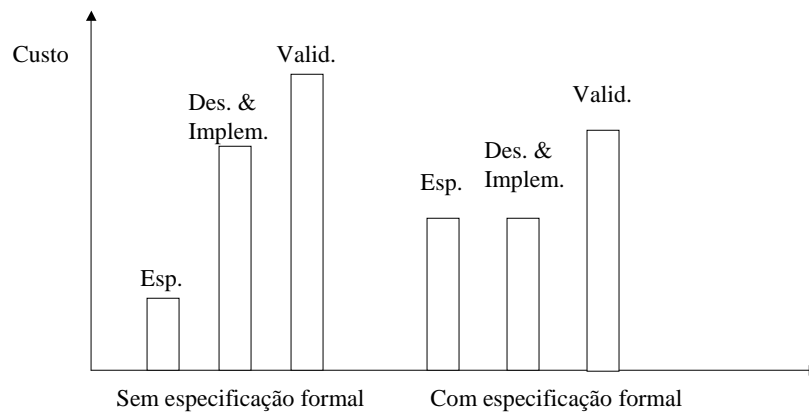 Custo
Valid.
Des. &
Implem.
Esp.
Valid.
Des. &
Implem.
Esp.
Sem especificação formal
Com especificação formal